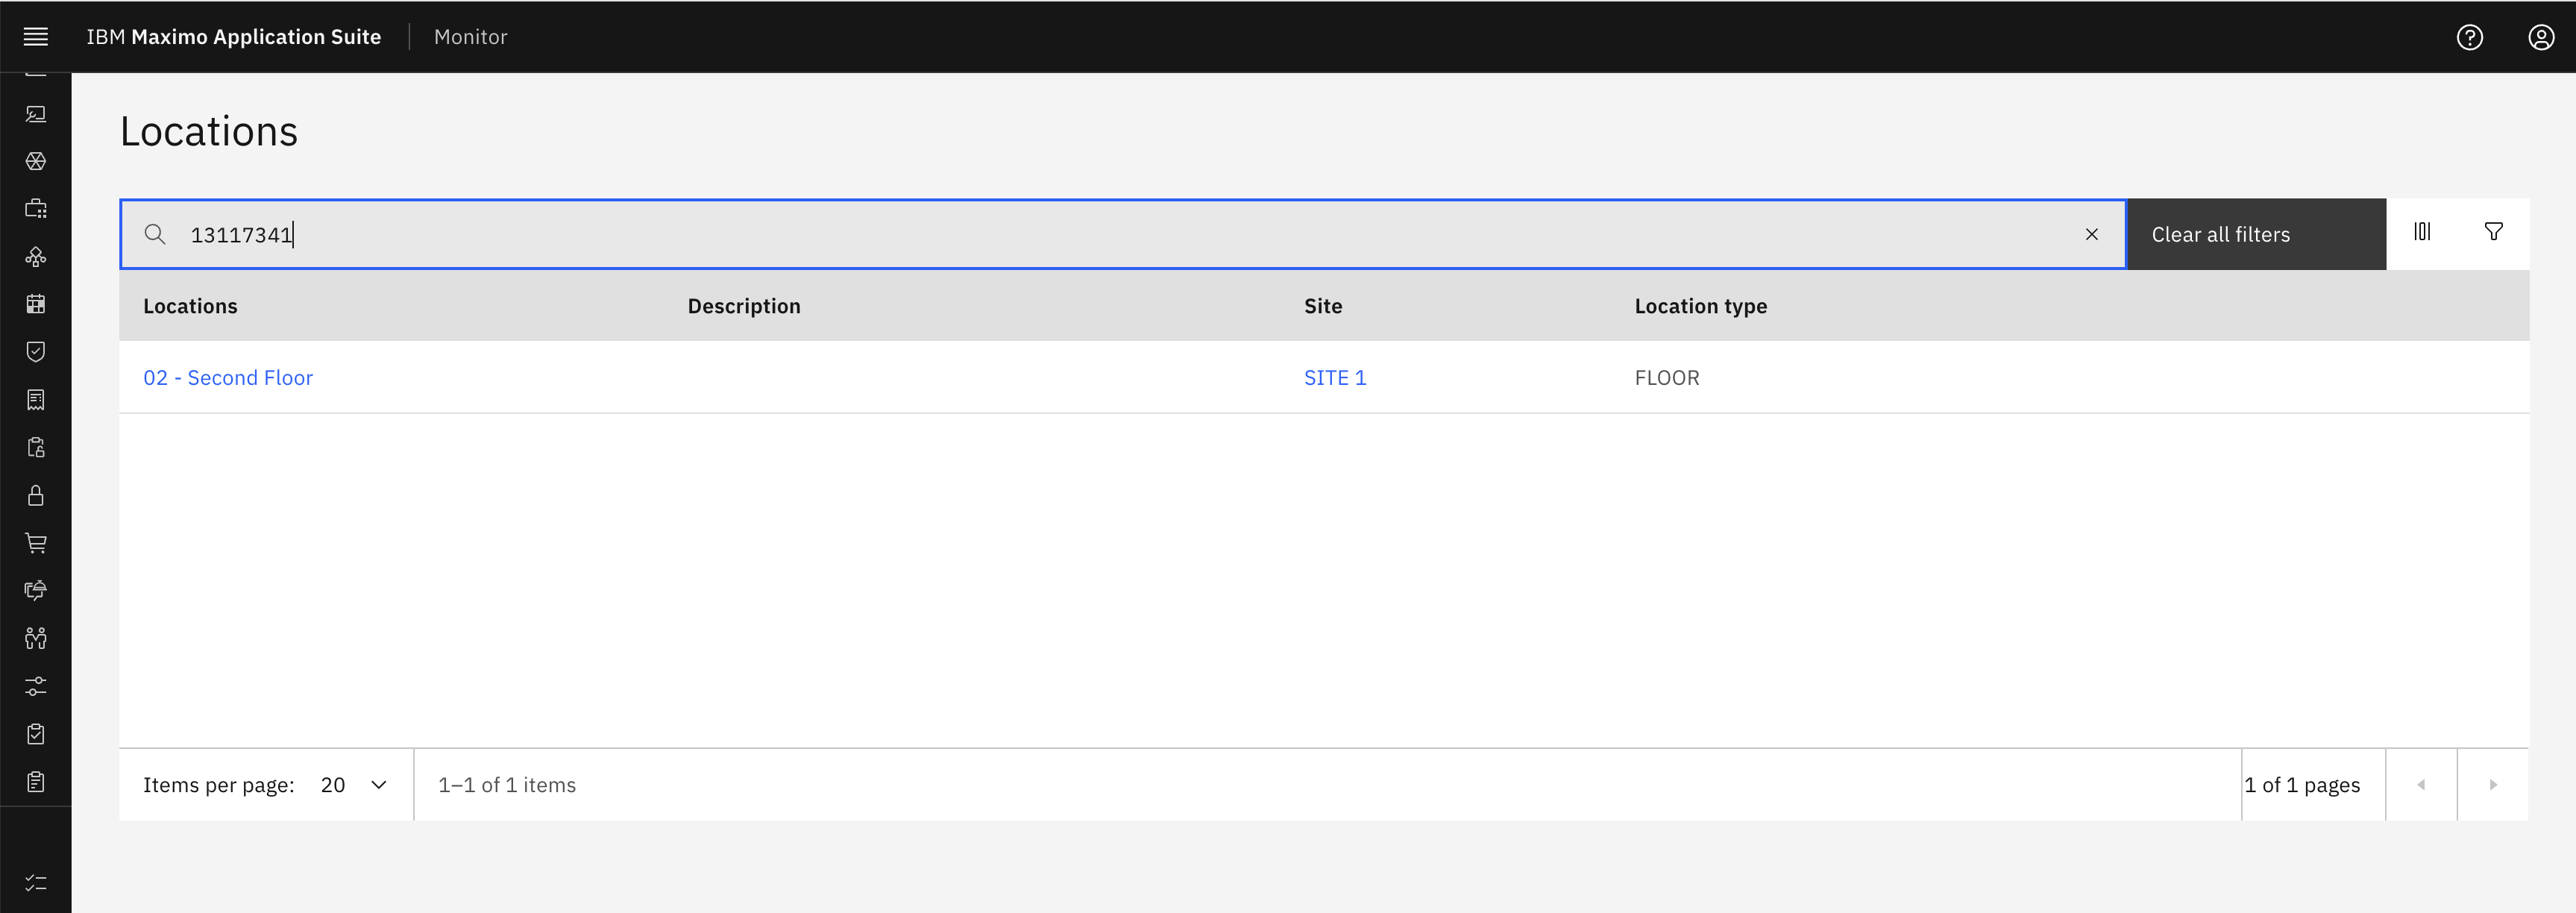 IBM Maximo Application Suite | Monitor
Locations
13117341
Clear all filters
Locations Description Site Location type
02 - Second Floor SITE 1 FLOOR
Items per page: 20 1–1 of 1 items 1 of 1 pages